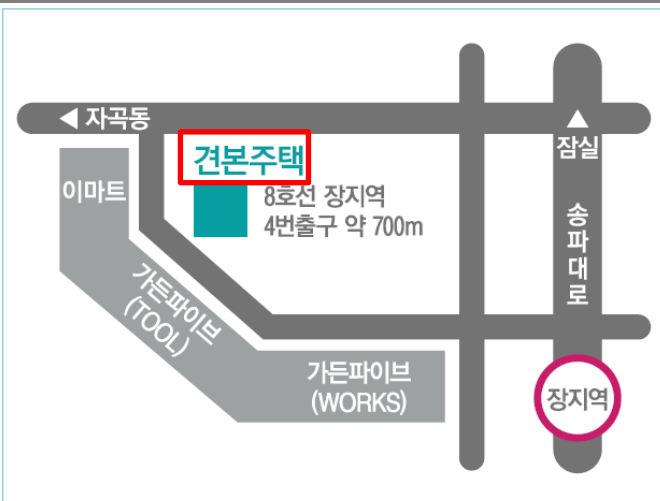 ◀ 자곡동
견본주택
8호선 장지역
4번출구 약 700m
▲
잠실
송파대로
이마트
가든파이브
(TOOL)
가든파이브
(WORKS)
장지역